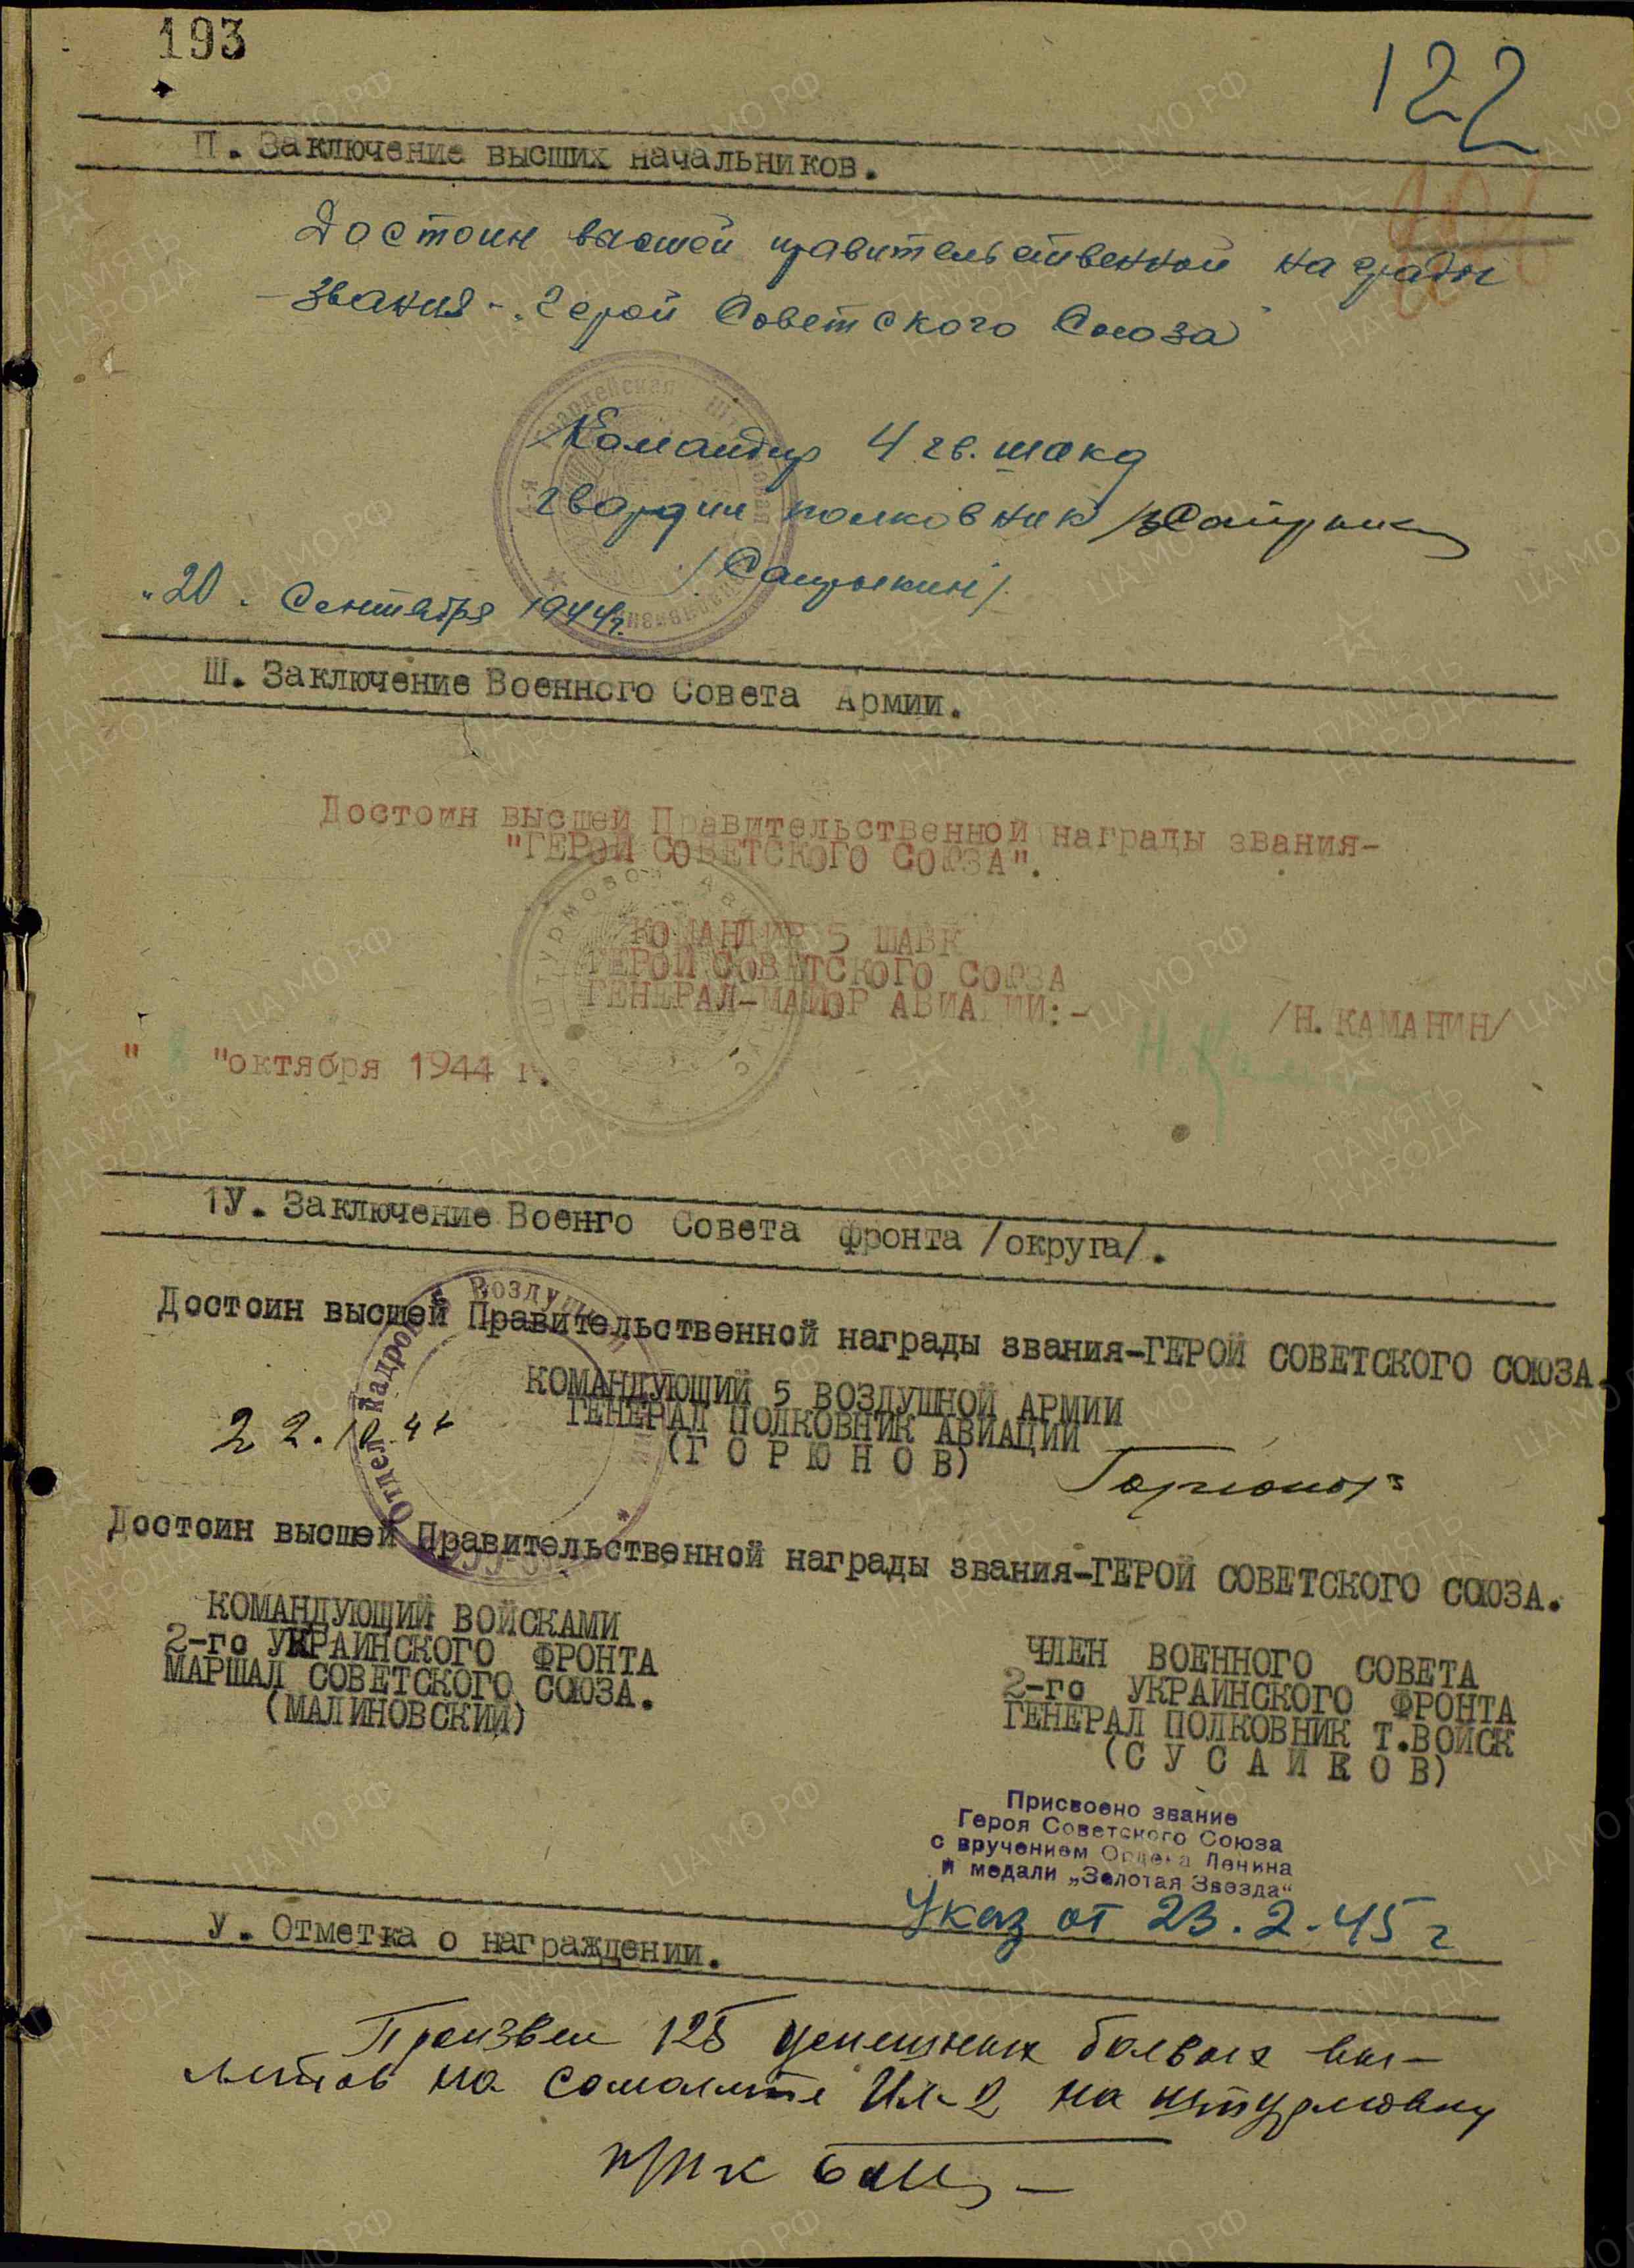 193
122
П. Заключение высших начальников.
Достоин высшей правительственной награды
звания - "Герой Советского Союза"
Командир 4 гв. шакд
гвардии полковник
/Сапрыкин/
"20" Сентября 1944г.
Ш. Заключение Военного Совета Армии.
Достоин высшей Правительственной награды звания-
"ГЕРОЙ СОВЕТСКОГО СОЮЗА".
КОМАНДИР 5 ШАВК
ГЕРОЙ СОВЕТСКОГО СОЮЗА
ГЕНЕРАЛ-МАЙОР АВИАЦИИ:-
/Н. КАМАНИН/
" "октября 1944 г.
1У. Заключение Военго Совета фронта /округа/.
Достоин высшей Правительственной награды звания-ГЕРОЙ СОВЕТСКОГО СОЮЗА.
КОМАНДУЮЩИЙ 5 ВОЗДУШНОЙ АРМИИ
ГЕНЕРАЛ ПОЛКОВНИК АВИАЦИИ
(Г О Р Ю Н О В)
22.10.44
Горюнов
Отдел Кадров 5 Воздушн
Достоин высшей Правительственной награды звания-ГЕРОЙ СОВЕТСКОГО СОЮЗА.
КОМАНДУЮЩИЙ ВОЙСКАМИ
2-го УКРАИНСКОГО ФРОНТА
МАРШАЛ СОВЕТСКОГО СОЮЗА.
(МАЛИНОВСКИЙ)
ЧЛЕН ВОЕННОГО СОВЕТА
2-го УКРАИНСКОГО ФРОНТА
ГЕНЕРАЛ ПОЛКОВНИК Т.ВОЙСК
(С У С А Й К О В)
Присвоено звание
Героя Советского Союза
с вручением Ордена Ленина
и медали „Золотая Звезда"
Указ от 23.2.45 г
У. Отметка о награждении.
Произвел 125 успешных боевых вы-
летов на самолете Ил-2 на штурмовку